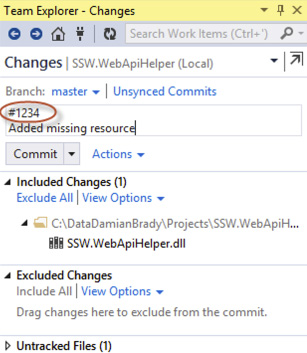 Team Explorer - Changes
Search Work Items (Ctrl+')
Changes | SSW.WebApiHelper (Local)
Branch: master | Unsynced Commits
#1234
Added missing resource
Commit Actions
Included Changes (1)
Exclude All | View Options
C:\DataDamianBrady\Projects\SSW.WebApiH...
SSW.WebApiHelper.dll
Excluded Changes
Include All | View Options
Drag changes here to exclude from the commit.
Untracked Files (1)